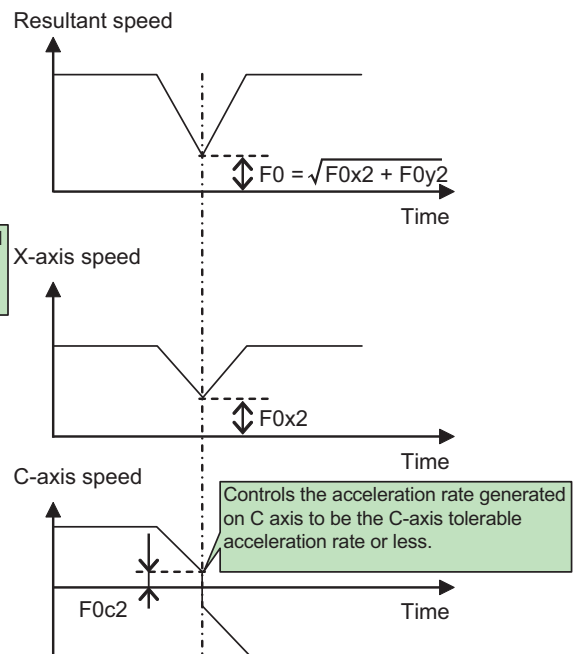 Resultant speed
F0 = √F0x2 + F0y2
Time
X-axis speed
F0x2
Time
C-axis speed
Controls the acceleration rate generated
on C axis to be the C-axis tolerable
acceleration rate or less.
F0c2
Time